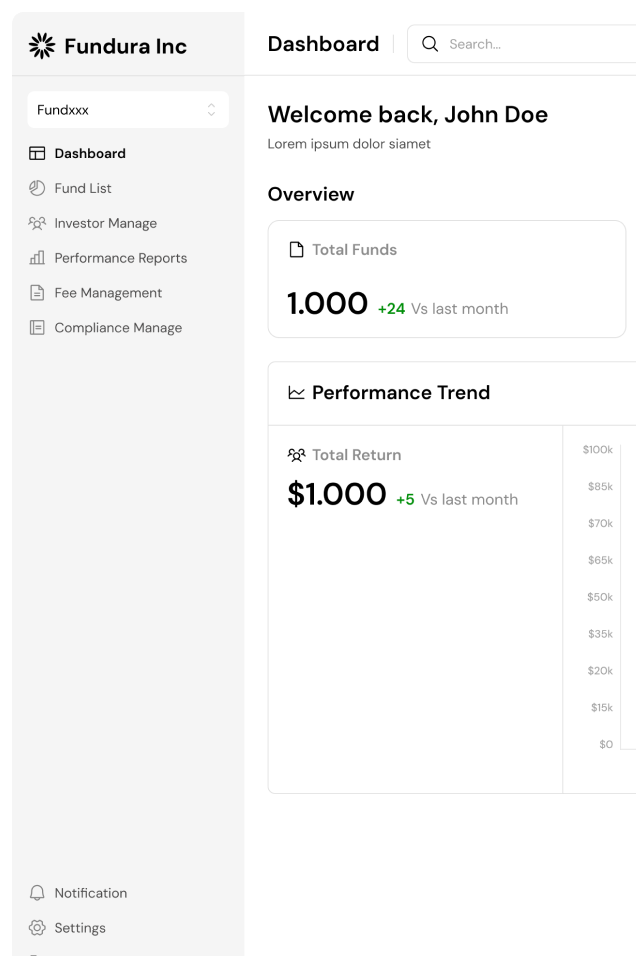 Fundura Inc
Fundxxx
Dashboard
Fund List
Investor Manage
Performance Reports
Fee Management
Compliance Manage
Notification
Settings
Dashboard
Search...
Welcome back, John Doe
Lorem ipsum dolor siamet
Overview
Total Funds
1.000 +24 Vs last month
Performance Trend
Total Return
$1.000 +5 Vs last month
$100k
$85k
$70k
$65k
$50k
$35k
$20k
$15k
$0